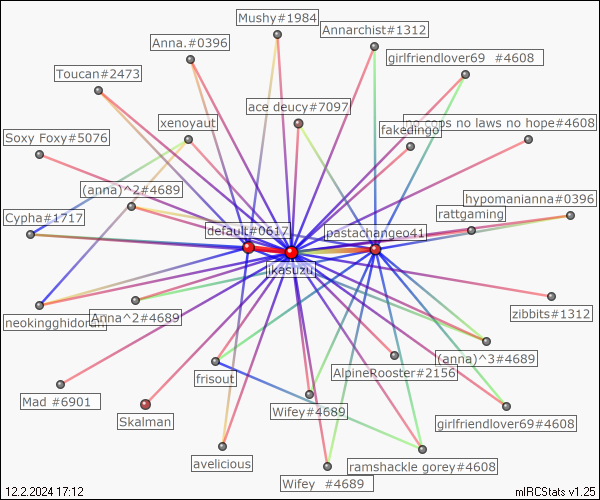 Mushy#1984
Annarchist#1312
Anna.#0396
girlfriendlover69 #4608
Toucan#2473
ace deucy#7097
xenoyaut
no cops no laws no hope#4608
fakedingo
Soxy Foxy#5076
(anna)^2#4689
hypomanianna#0396
Cypha#1717
rattgaming
default#0617
pastachangeo41
ikasuzu
zibbits#1312
neokingghidorah
Anna^2#4689
(anna)^3#4689
frisout
AlpineRooster#2156
Mad #6901
Skalman
Wifey#4689
girlfriendlover69#4608
avelicious
ramshackle gorey#4608
Wifey #4689
12.2.2024 17:12
mIRCStats v1.25